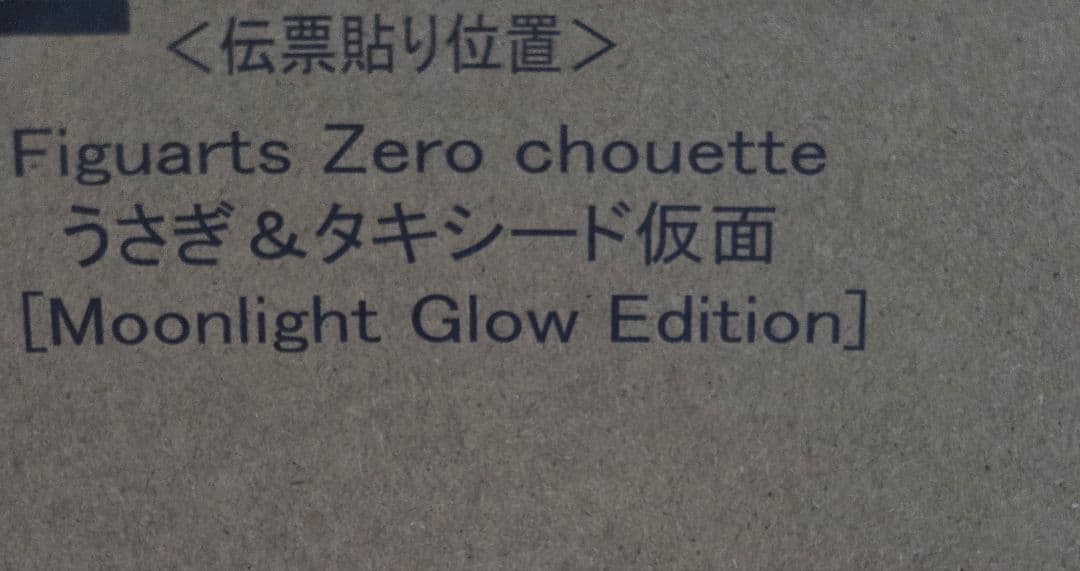 ＜伝票貼り位置＞
Figuarts Zero chouette
うさぎ＆タキシード仮面
[Moonlight Glow Edition]